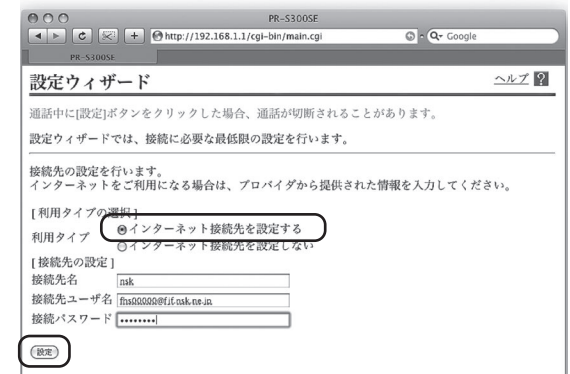 PR-S300SE
http://192.168.1.1/cgi-bin/main.cgi
Google
PR-S300SE
設定ウィザード
ヘルプ ?
通話中に[設定]ボタンをクリックした場合、通話が切断されることがあります。
設定ウィザードでは、接続に必要な最低限の設定を行います。
接続先の設定を行います。
インターネットをご利用になる場合は、プロバイダから提供された情報を入力してください。
[利用タイプの選択]
利用タイプ
インターネット接続先を設定する
インターネット接続先を設定しない
[接続先の設定]
接続先名 nsk
接続先ユーザ名 fhs00000@fif.nsk.ne.jp
接続パスワード ••••••••
設定